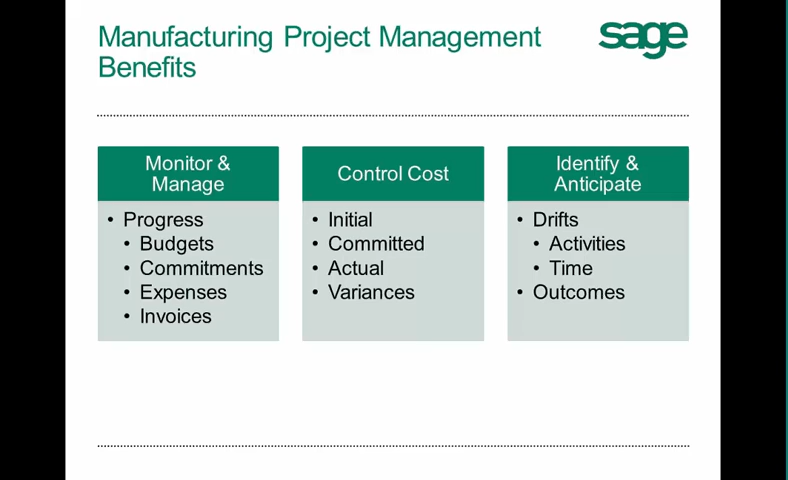 Manufacturing Project Management
Benefits
sage
Monitor &
Manage
• Progress
• Budgets
• Commitments
• Expenses
• Invoices
Control Cost
• Initial
• Committed
• Actual
• Variances
Identify &
Anticipate
• Drifts
• Activities
• Time
• Outcomes